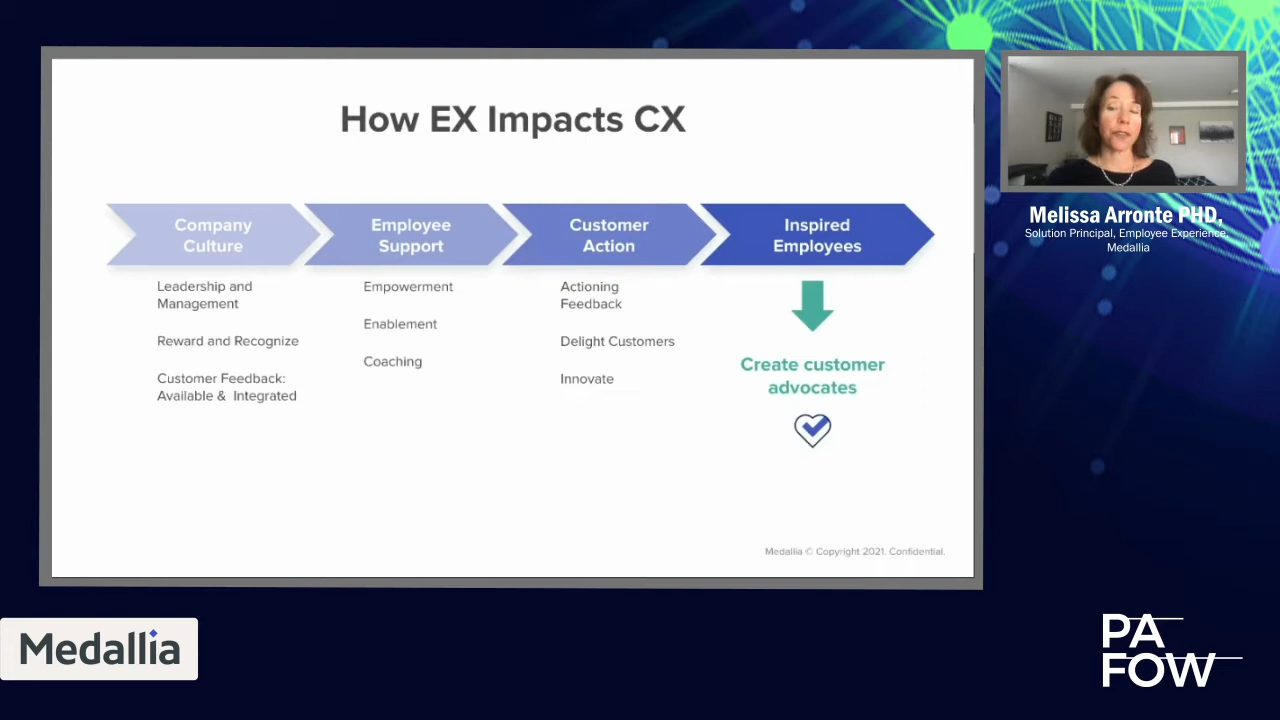 How EX Impacts CX
Company
Culture
Employee
Support
Customer
Action
Inspired
Employees
Leadership and
Management
Reward and Recognize
Customer Feedback:
Available & Integrated
Empowerment
Enablement
Coaching
Actioning
Feedback
Delight Customers
Innovate
Create customer
advocates
Medallia © Copyright 2021. Confidential.
Melissa Arronte PHD,
Solution Principal, Employee Experience,
Medallia
Medallia
PA
FOW